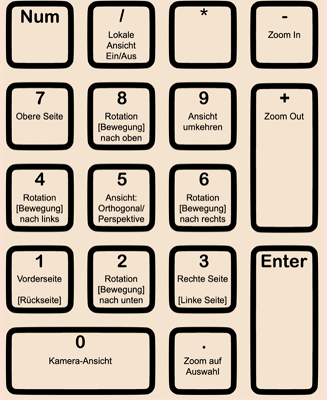 Num
/
Lokale
Ansicht
Ein/Aus
*
-
Zoom In
7
Obere Seite
8
Rotation
[Bewegung]
nach oben
9
Ansicht
umkehren
+
Zoom Out
4
Rotation
[Bewegung]
nach links
5
Ansicht:
Orthogonal/
Perspektive
6
Rotation
[Bewegung]
nach rechts
1
Vorderseite
[Rückseite]
2
Rotation
[Bewegung]
nach unten
3
Rechte Seite
[Linke Seite]
Enter
0
Kamera-Ansicht
.
Zoom auf
Auswahl